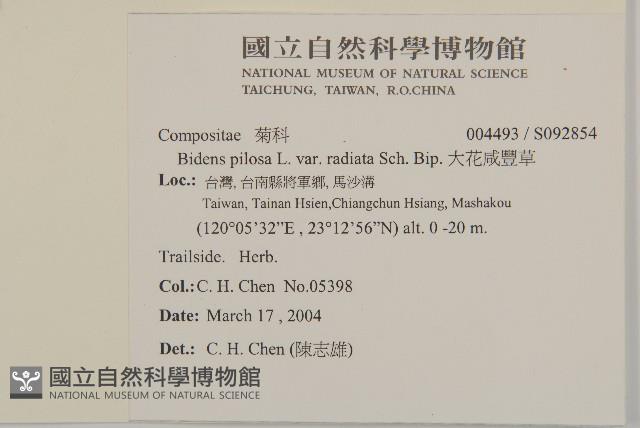 國立自然科學博物館
NATIONAL MUSEUM OF NATURAL SCIENCE
TAICHUNG, TAIWAN, R.O.CHINA
Compositae 菊科 004493 / S092854
Bidens pilosa L. var. radiata Sch. Bip. 大花咸豐草
Loc.: 台灣, 台南縣將軍鄉, 馬沙溝
Taiwan, Tainan Hsien,Chiangchun Hsiang, Mashakou
(120°05’32”E , 23°12’56”N) alt. 0 -20 m.
Trailside. Herb.
Col.: C. H. Chen No.05398
Date: March 17 , 2004
Det.: C. H. Chen (陳志雄)
國立自然科學博物館
NATIONAL MUSEUM OF NATURAL SCIENCE